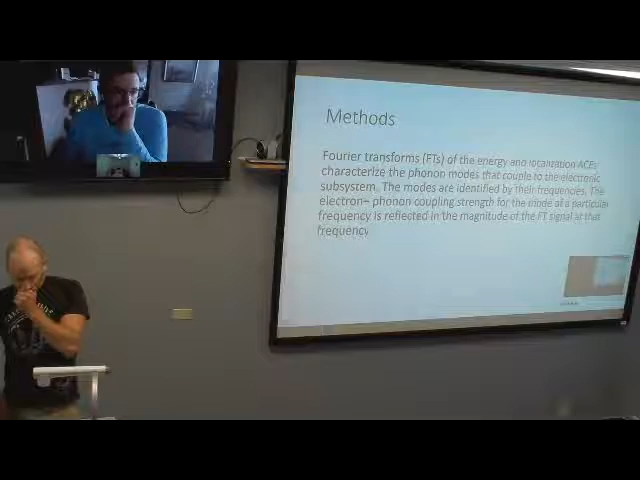 Methods
Fourier transforms (FTs) of the energy and localization ACFs
characterize the phonon modes that couple to the electronic
subsystem. The modes are identified by their frequencies. The
electron– phonon coupling strength for the mode of a particular
frequency is reflected in the magnitude of the FT signal at that
frequency